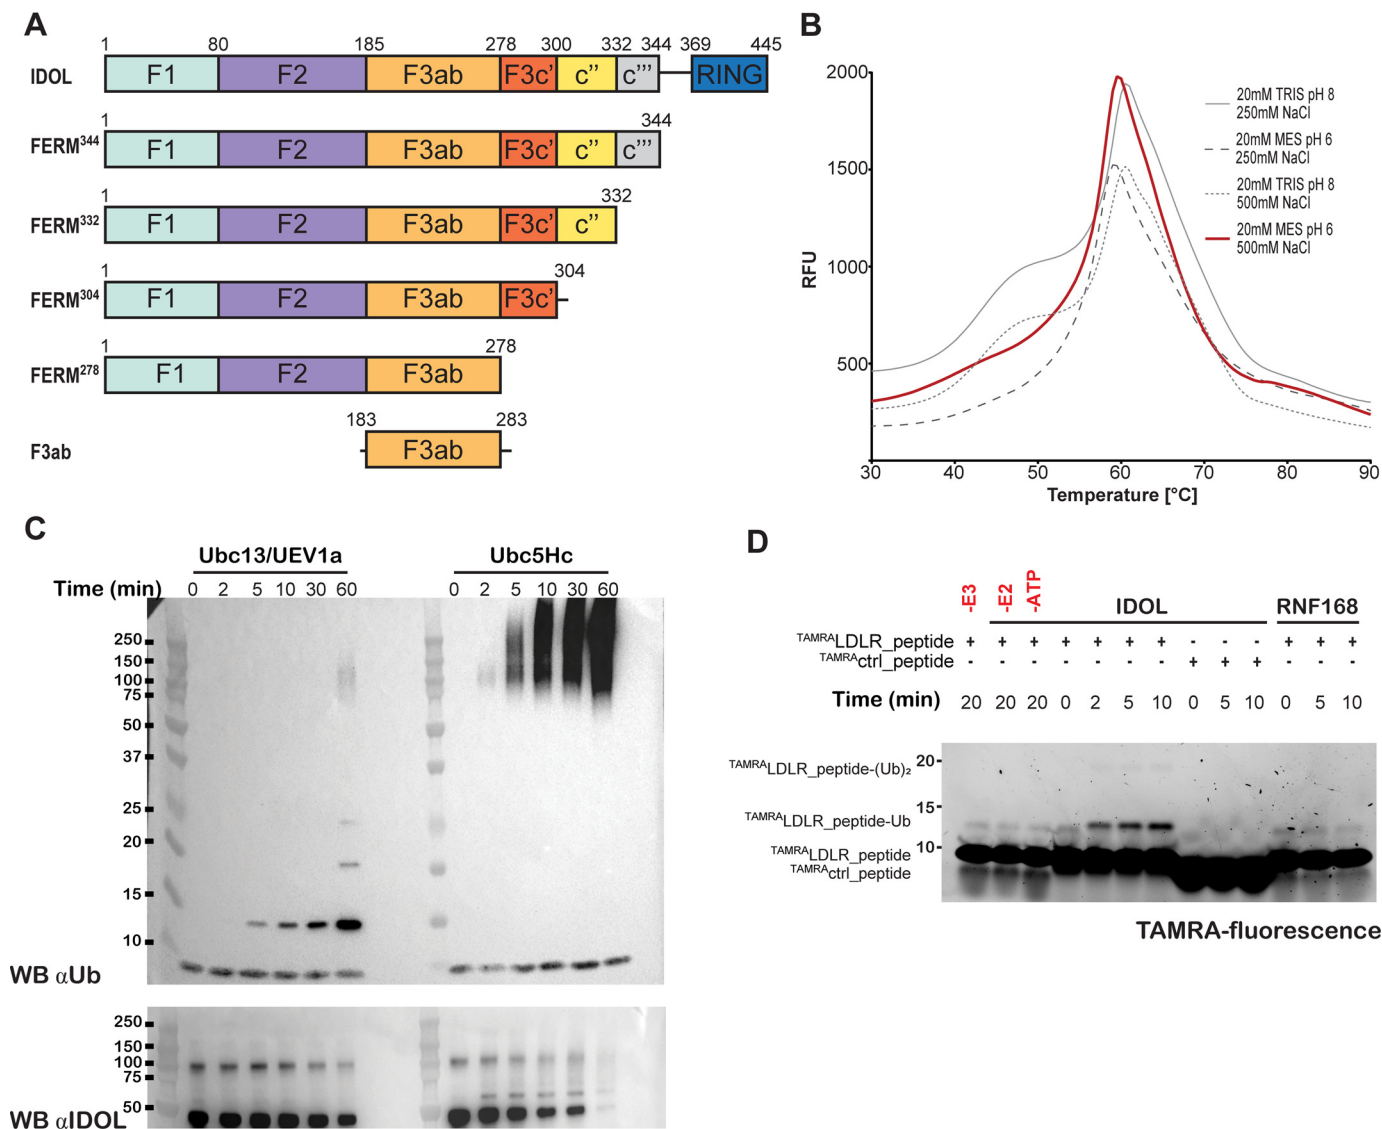 A
1 80 185 278 300 332 344 369 445
IDOL F1 F2 F3ab F3c' c'' c''' RING
1 344
FERM³⁴⁴ F1 F2 F3ab F3c' c'' c'''
1 332
FERM³³² F1 F2 F3ab F3c' c''
1 304
FERM³⁰⁴ F1 F2 F3ab F3c'
1 278
FERM²⁷⁸ F1 F2 F3ab
183 283
F3ab F3ab
B
2000
1500
1000
500
RFU
30 40 50 60 70 80 90
Temperature [°C]
20mM TRIS pH 8
250mM NaCl
20mM MES pH 6
250mM NaCl
20mM TRIS pH 8
500mM NaCl
20mM MES pH 6
500mM NaCl
C
Ubc13/UEV1a Ubc5Hc
Time (min) 0 2 5 10 30 60 0 2 5 10 30 60
250
150
100
75
50
37
25
20
15
10
WB αUb
250
150
100
75
50
WB αIDOL
D
-E3 -E2 -ATP IDOL RNF168
ᵀᴬᴹᴿᴬLDLR_peptide + + + + + + + - - - + + +
ᵀᴬᴹᴿᴬctrl_peptide - - - - - - - + + + - - -
Time (min) 20 20 20 0 2 5 10 0 5 10 0 5 10
ᵀᴬᴹᴿᴬLDLR_peptide-(Ub)₂ 20
15
ᵀᴬᴹᴿᴬLDLR_peptide-Ub
10
ᵀᴬᴹᴿᴬLDLR_peptide
ᵀᴬᴹᴿᴬctrl_peptide
TAMRA-fluorescence